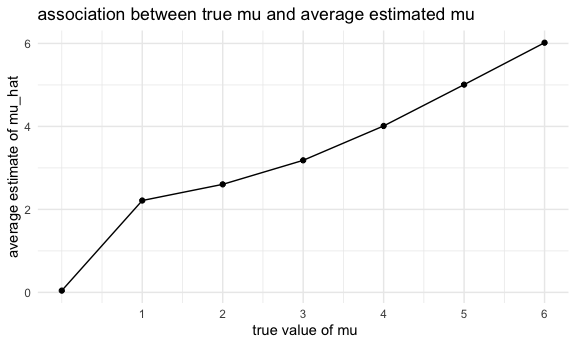 association between true mu and average estimated mu
average estimate of mu_hat
6
4
2
0
1 2 3 4 5 6
true value of mu